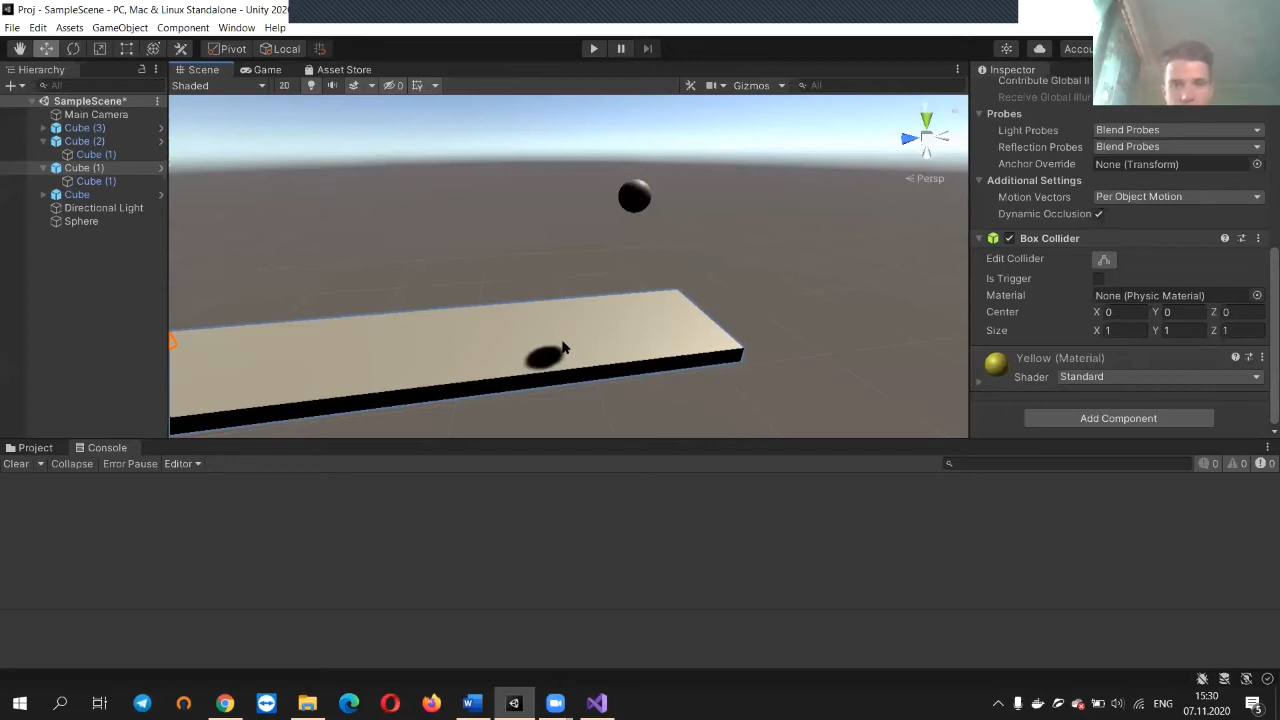 Proj - SampleScene - PC, Mac & Linux Standalone - Unity 202
File Edit Assets GameObject Component Window Help
Pivot Local Accou
Hierarchy
All
SampleScene*
Main Camera
Cube (3)
Cube (2)
Cube (1)
Cube (1)
Cube (1)
Cube
Directional Light
Sphere
Scene Game Asset Store
Shaded 2D 0 Gizmos All
Persp
Inspector
Contribute Global Il
Receive Global Illur
Probes
Light Probes Blend Probes
Reflection Probes Blend Probes
Anchor Override None (Transform)
Additional Settings
Motion Vectors Per Object Motion
Dynamic Occlusion
Box Collider
Edit Collider
Is Trigger
Material None (Physic Material)
Center X 0 Y 0 Z 0
Size X 1 Y 1 Z 1
Yellow (Material)
Shader Standard
Add Component
Project Console
Clear Collapse Error Pause Editor 0 0 0
ENG 15:30
07.11.2020 5